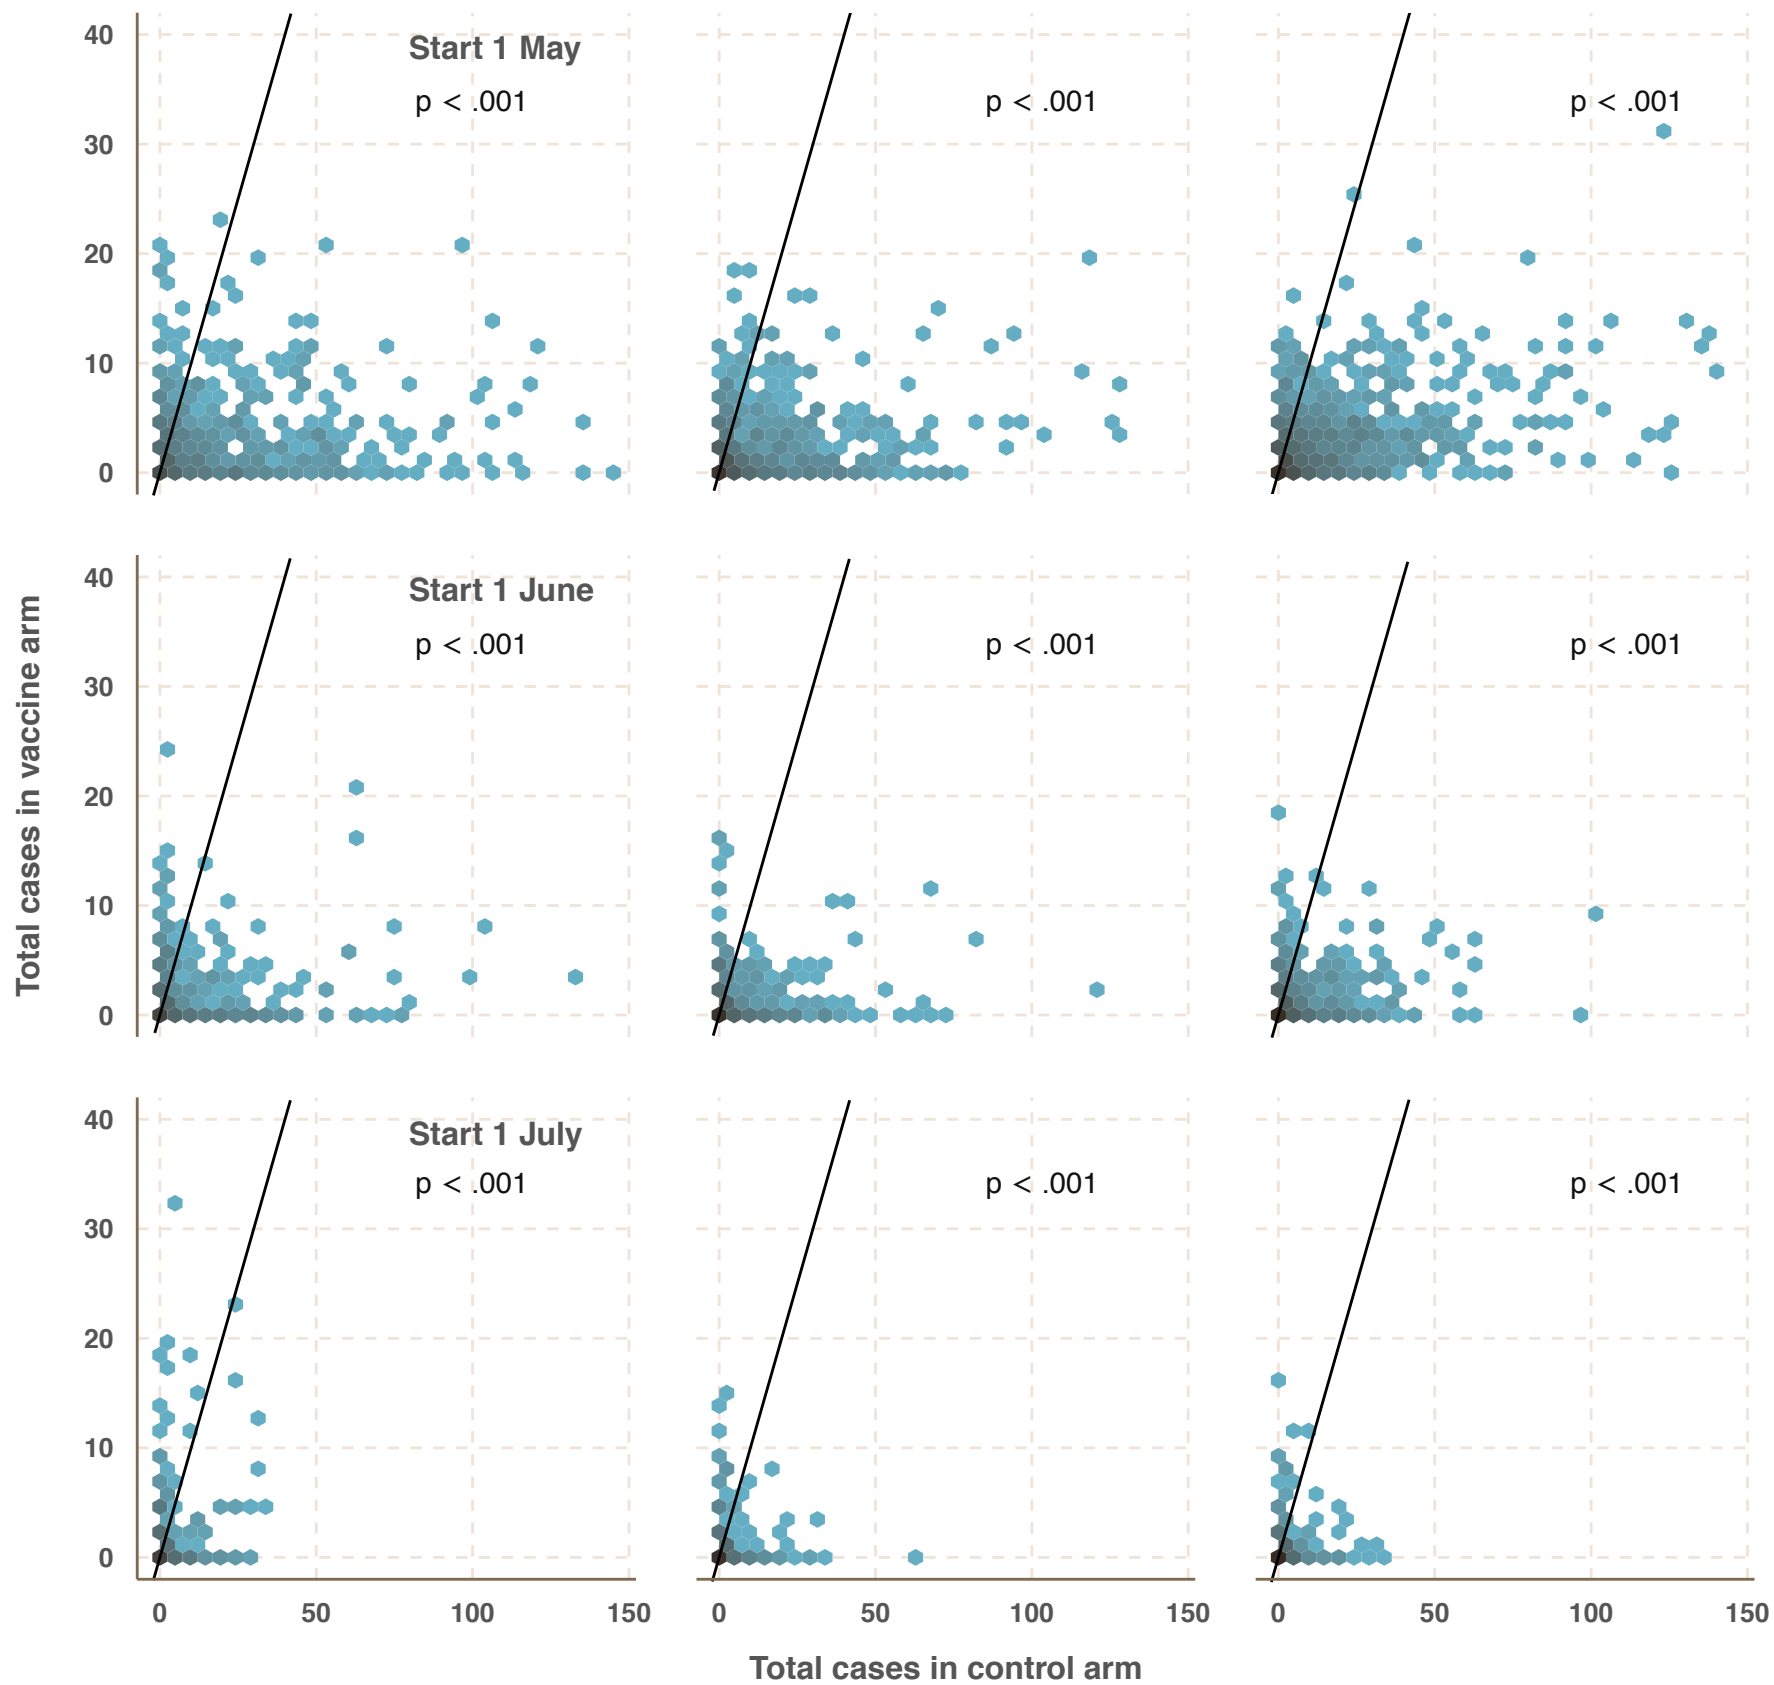 40
Start 1 May
p < .001
p < .001
p < .001
30
20
10
0
40
Start 1 June
p < .001
p < .001
p < .001
30
20
10
0
Total cases in vaccine arm
40
Start 1 July
p < .001
p < .001
p < .001
30
20
10
0
0 50 100 150 0 50 100 150 0 50 100 150
Total cases in control arm